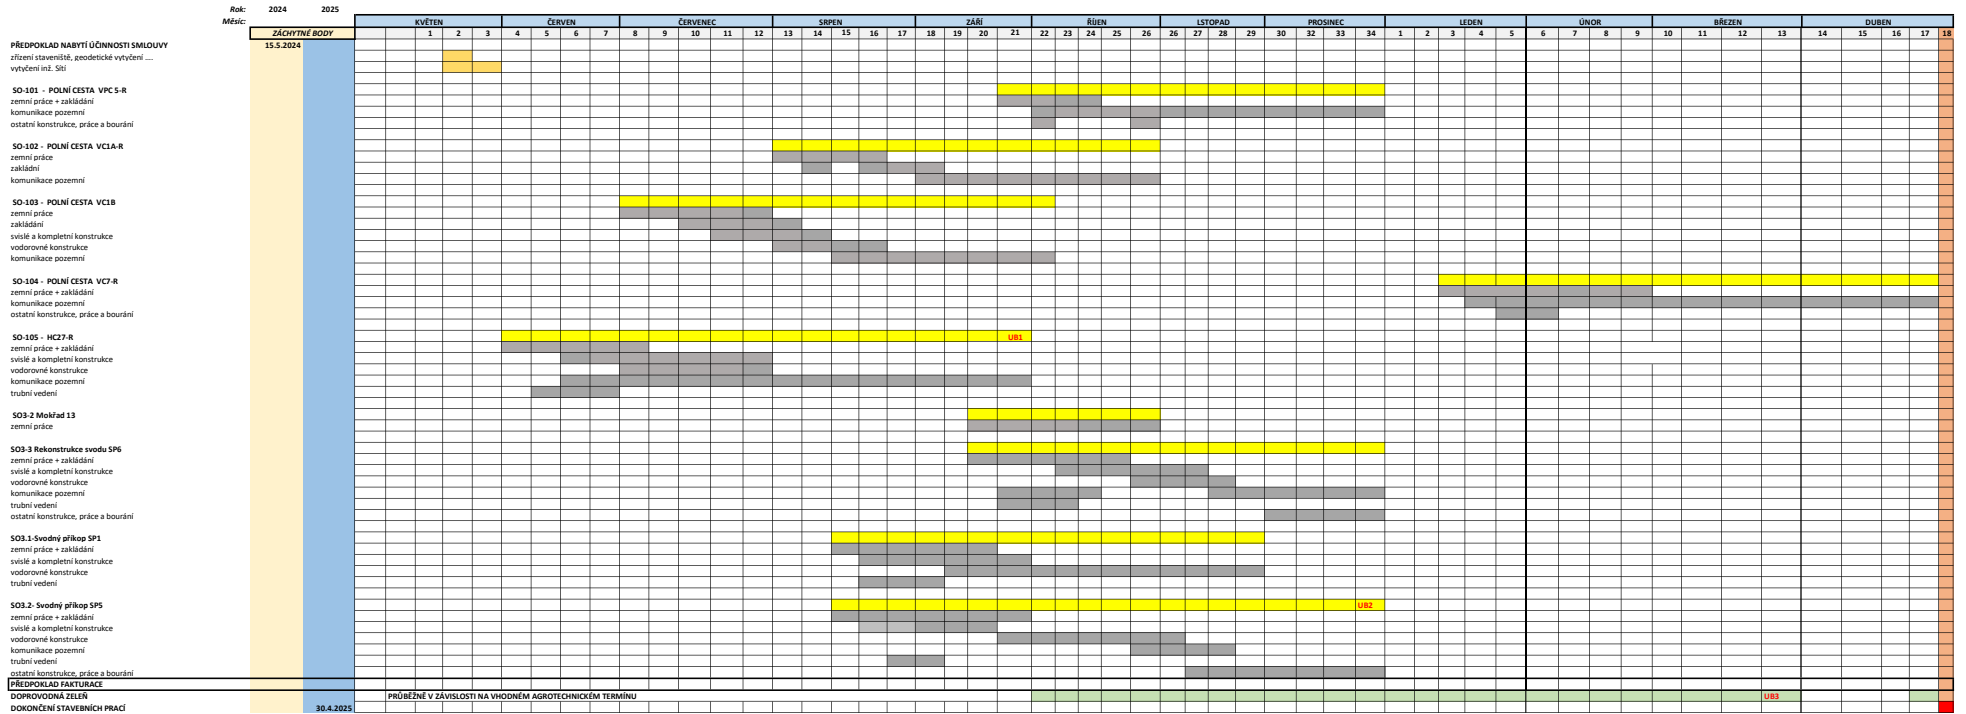 Rok: 2024 2025
Měsíc: KVĚTEN ČERVEN ČERVENEC SRPEN ZÁŘÍ ŘÍJEN LSTOPAD PROSINEC LEDEN ÚNOR BŘEZEN DUBEN
ZÁCHYTNÉ BODY 1 2 3 4 5 6 7 8 9 10 11 12 13 14 15 16 17 18 19 20 21 22 23 24 25 26 26 27 29 30 32 33 34 1 2 3 4 5 6 7 8 9 10 11 12 13 14 15 16 17 18
PŘEDPOKLAD NABYTÍ ÚČINNOSTI SMLOUVY 15.5.2024
zřízení staveniště, geodetické vytyčení ....
vytyčení inž. Sítí
SO-101 - POLNÍ CESTA VPC 5-R
zemní práce + zakládání
komunikace pozemní
ostatní konstrukce, práce a bourání
SO-102 - POLNÍ CESTA VC1A-R
zemní práce
zakládní
komunikace pozemní
SO-103 - POLNÍ CESTA VC1B
zemní práce
zakládání
svislé a kompletní konstrukce
vodorovné konstrukce
komunikace pozemní
SO-104 - POLNÍ CESTA VC7-R
zemní práce + zakládání
komunikace pozemní
ostatní konstrukce, práce a bourání
SO-105 - HC27-R UB1
zemní práce + zakládání
svislé a kompletní konstrukce
vodorovné konstrukce
komunikace pozemní
trubní vedení
SO3-2 Mokřad 13
zemní práce
SO3-3 Rekonstrukce svodu SP6
zemní práce + zakládání
svislé a kompletní konstrukce
vodorovné konstrukce
komunikace pozemní
trubní vedení
ostatní konstrukce, práce a bourání
SO3.1-Svodný příkop SP1
zemní práce + zakládání
svislé a kompletní konstrukce
vodorovné konstrukce
trubní vedení
SO3.2- Svodný příkop SP5 UB2
zemní práce + zakládání
svislé a kompletní konstrukce
vodorovné konstrukce
komunikace pozemní
trubní vedení
ostatní konstrukce, práce a bourání
PŘEDPOKLAD FAKTURACE
DOPROVODNÁ ZELEŇ PRŮBĚŽNĚ V ZÁVISLOSTI NA VHODNÉM AGROTECHNICKÉM TERMÍNU UB3
DOKONČENÍ STAVEBNÍCH PRACÍ 30.4.2025